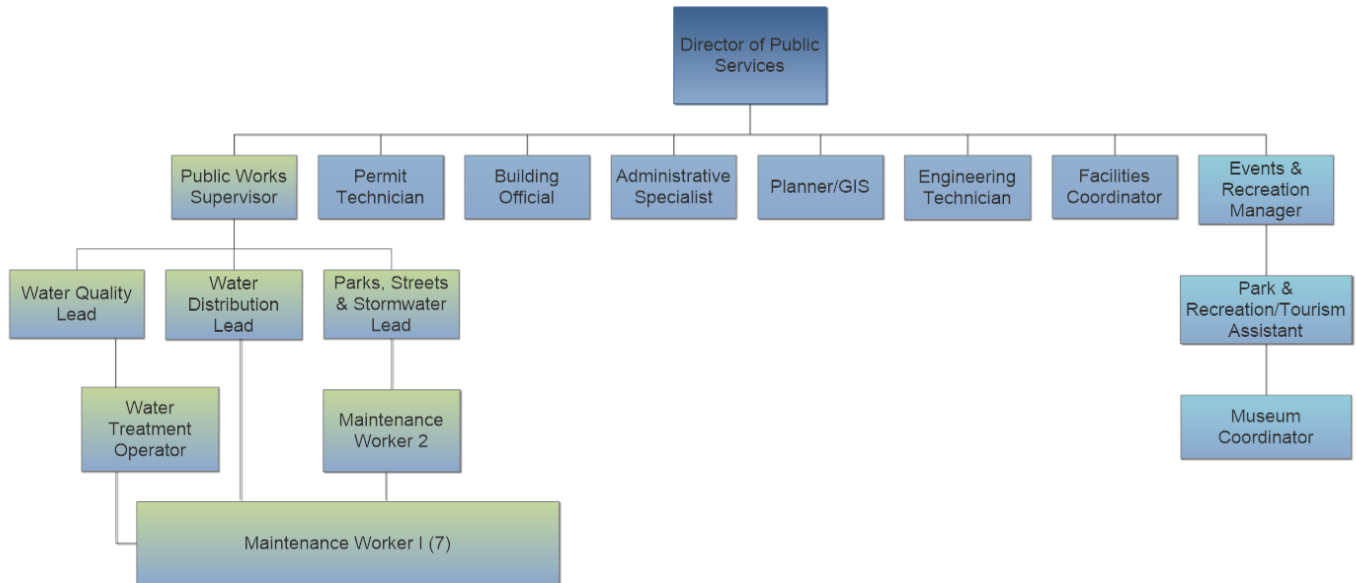 Director of Public
Services
Public Works
Supervisor
Permit
Technician
Building
Official
Administrative
Specialist
Planner/GIS
Engineering
Technician
Facilities
Coordinator
Events &
Recreation
Manager
Water Quality
Lead
Water
Distribution
Lead
Parks, Streets
& Stormwater
Lead
Park &
Recreation/Tourism
Assistant
Water
Treatment
Operator
Maintenance
Worker 2
Museum
Coordinator
Maintenance Worker I (7)